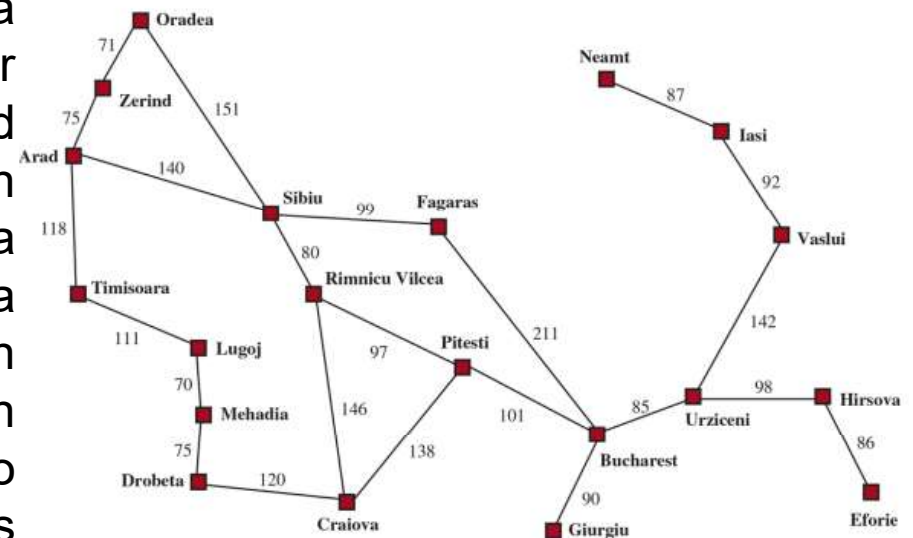 a
r
d
n
a
a
n
n
o
s
Oradea
71
Neamt
Zerind
87
151
75
Iasi
Arad
140
92
Sibiu
Fagaras
99
118
Vaslui
80
Timisoara
Rimnicu Vilcea
142
111
211
Lugoj
97
Pitesti
70
98
Hirsova
146
85
Mehadia
101
Urziceni
138
86
75
Bucharest
120
Drobeta
90
Craiova
Eforie
Giurgiu